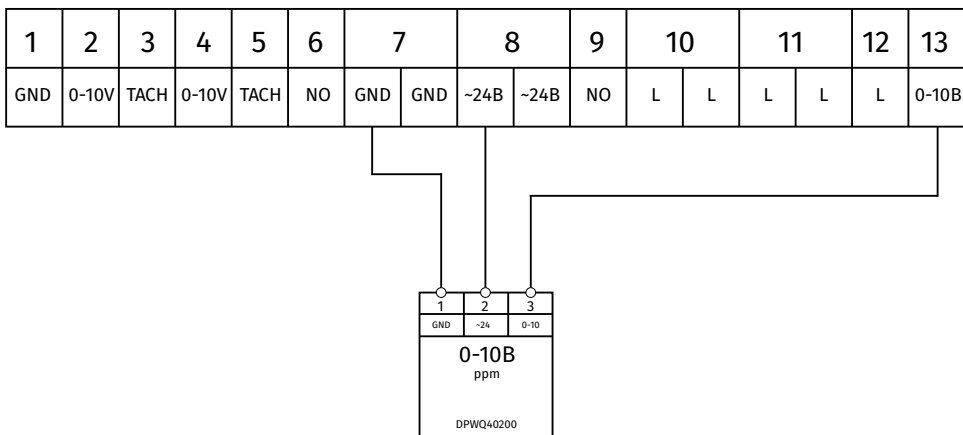 1 2 3 4 5 6 7 8 9 10 11 12 13
GND 0-10V TACH 0-10V TACH NO GND GND ~24В ~24В NO L L L L L 0-10В
1 2 3
GND ~24 0-10
0-10В
ppm
DPWQ40200